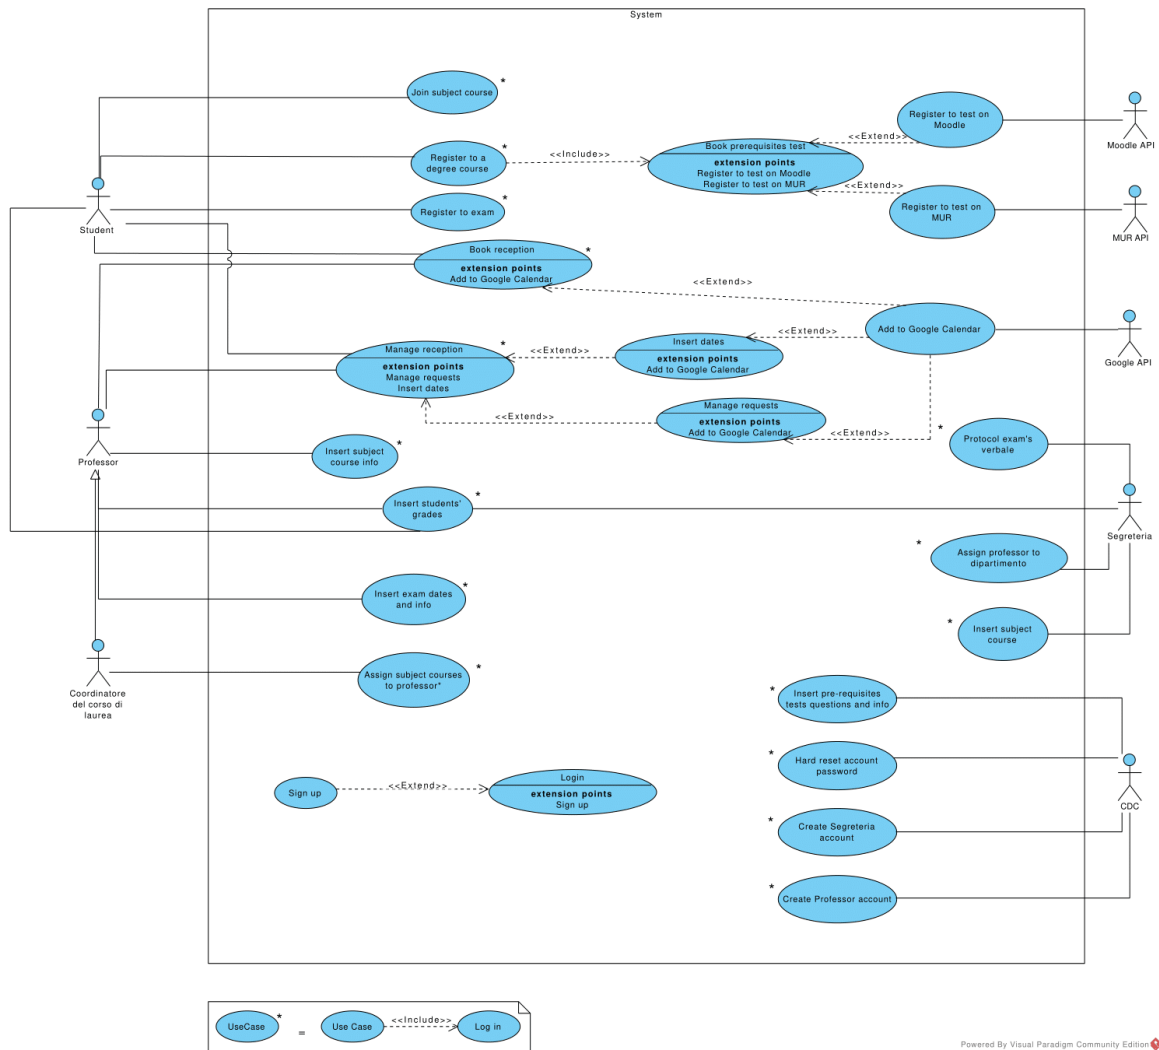 System
Join subject course
*
Register to a
degree course
*
<<Include>>
Book prerequisites test
extension points
Register to test on Moodle
Register to test on MUR
<<Extend>>
Register to test on
Moodle
Moodle API
<<Extend>>
Register to test on
MUR
MUR API
Student
Register to exam
*
Book reception
*
extension points
Add to Google Calendar
<<Extend>>
Add to Google Calendar
Google API
Manage reception
*
extension points
Manage requests
Insert dates
<<Extend>>
Insert dates
extension points
Add to Google Calendar
<<Extend>>
<<Extend>>
Manage requests
extension points
Add to Google Calendar
<<Extend>>
Professor
Insert subject
course info
*
*
Protocol exam's
verbale
Insert students'
grades
*
Segreteria
*
Assign professor to
dipartimento
Insert exam dates
and info
*
*
Insert subject
course
Coordinatore
del corso di
laurea
Assign subject courses
to professor*
*
*
Insert pre-requisites
tests questions and info
*
Hard reset account
password
CDC
Sign up
<<Extend>>
Login
extension points
Sign up
*
Create Segreteria
account
*
Create Professor account
UseCase
*
=
Use Case
<<Include>>
Log in
Powered By Visual Paradigm Community Edition